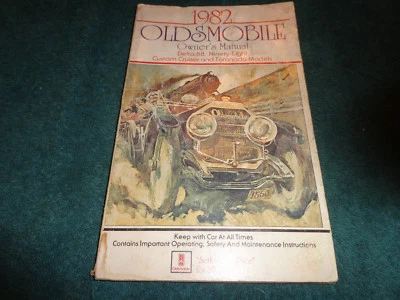 1982
OLDSMOBILE
Owner's Manual
Delta 88, Ninety-Eight
Custom Cruiser and Toronado Models
Keep with Car At All Times
Contains Important Operating, Safety And Maintenance Instructions